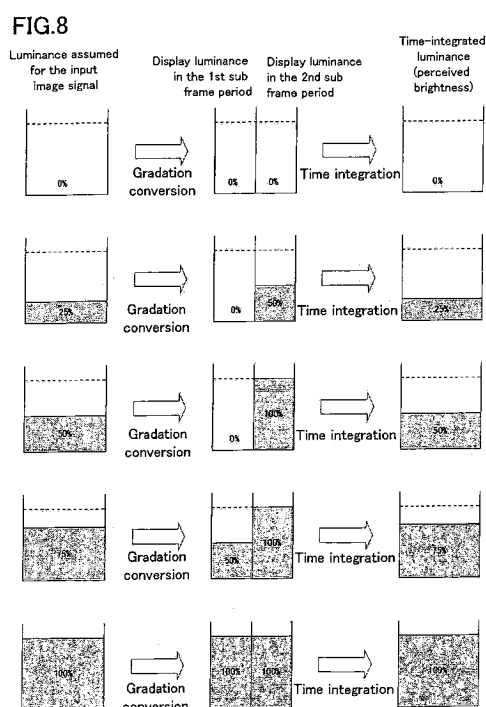 FIG.8
Luminance assumed
for the input
image signal
Display luminance
in the 1st sub
frame period
Display luminance
in the 2nd sub
frame period
Time-integrated
luminance
(perceived
brightness)
0%
Gradation
conversion
0% 0%
Time integration
0%
25%
Gradation
conversion
0% 50%
Time integration
25%
50%
Gradation
conversion
0% 100%
Time integration
50%
75%
Gradation
conversion
50% 100%
Time integration
75%
100%
Gradation
conversion
100% 100%
Time integration
100%